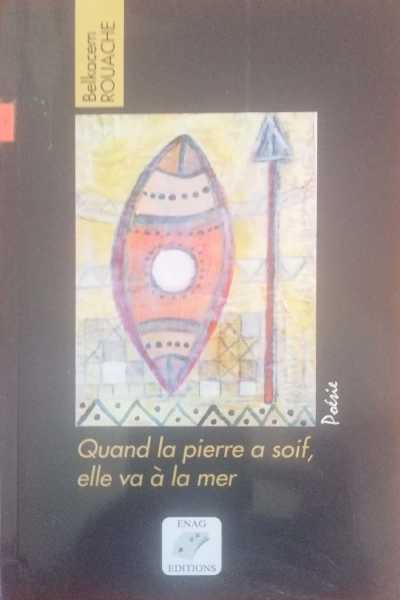 Belkacem
ROUACHE
Poésie
Quand la pierre a soif,
elle va à la mer
ENAG
EDITIONS